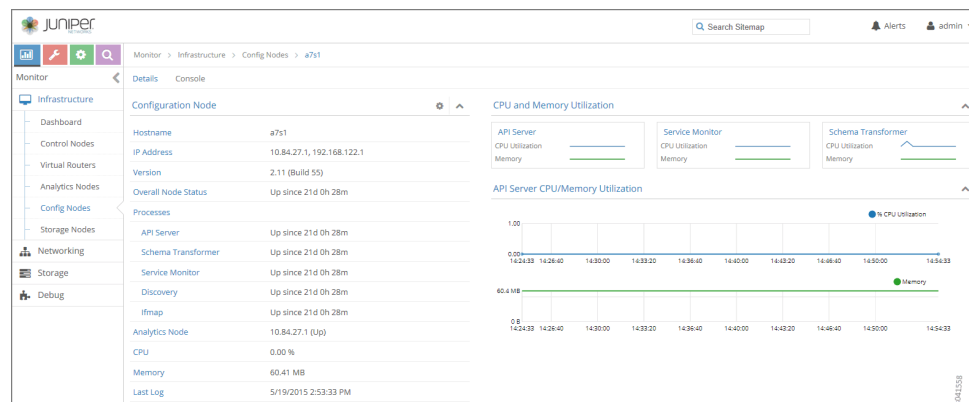 JUNIPER
NETWORKS
Search Sitemap
Alerts
admin
Monitor > Infrastructure > Config Nodes > a7s1
Monitor
Details Console
Infrastructure
Dashboard
Control Nodes
Virtual Routers
Analytics Nodes
Config Nodes
Storage Nodes
Networking
Storage
Debug
Configuration Node
Hostname a7s1
IP Address 10.84.27.1, 192.168.122.1
Version 2.11 (Build 55)
Overall Node Status Up since 21d 0h 28m
Processes
API Server Up since 21d 0h 28m
Schema Transformer Up since 21d 0h 28m
Service Monitor Up since 21d 0h 28m
Discovery Up since 21d 0h 28m
Ifmap Up since 21d 0h 28m
Analytics Node 10.84.27.1 (Up)
CPU 0.00 %
Memory 60.41 MB
Last Log 5/19/2015 2:53:33 PM
CPU and Memory Utilization
API Server
CPU Utilization
Memory
Service Monitor
CPU Utilization
Memory
Schema Transformer
CPU Utilization
Memory
API Server CPU/Memory Utilization
% CPU Utilization
1.00
0.00
14:24:33 14:26:40 14:30:00 14:33:20 14:36:40 14:40:00 14:43:20 14:46:40 14:50:00 14:54:33
Memory
60.4 MB
0 B
14:24:33 14:26:40 14:30:00 14:33:20 14:36:40 14:40:00 14:43:20 14:46:40 14:50:00 14:54:33
s041558